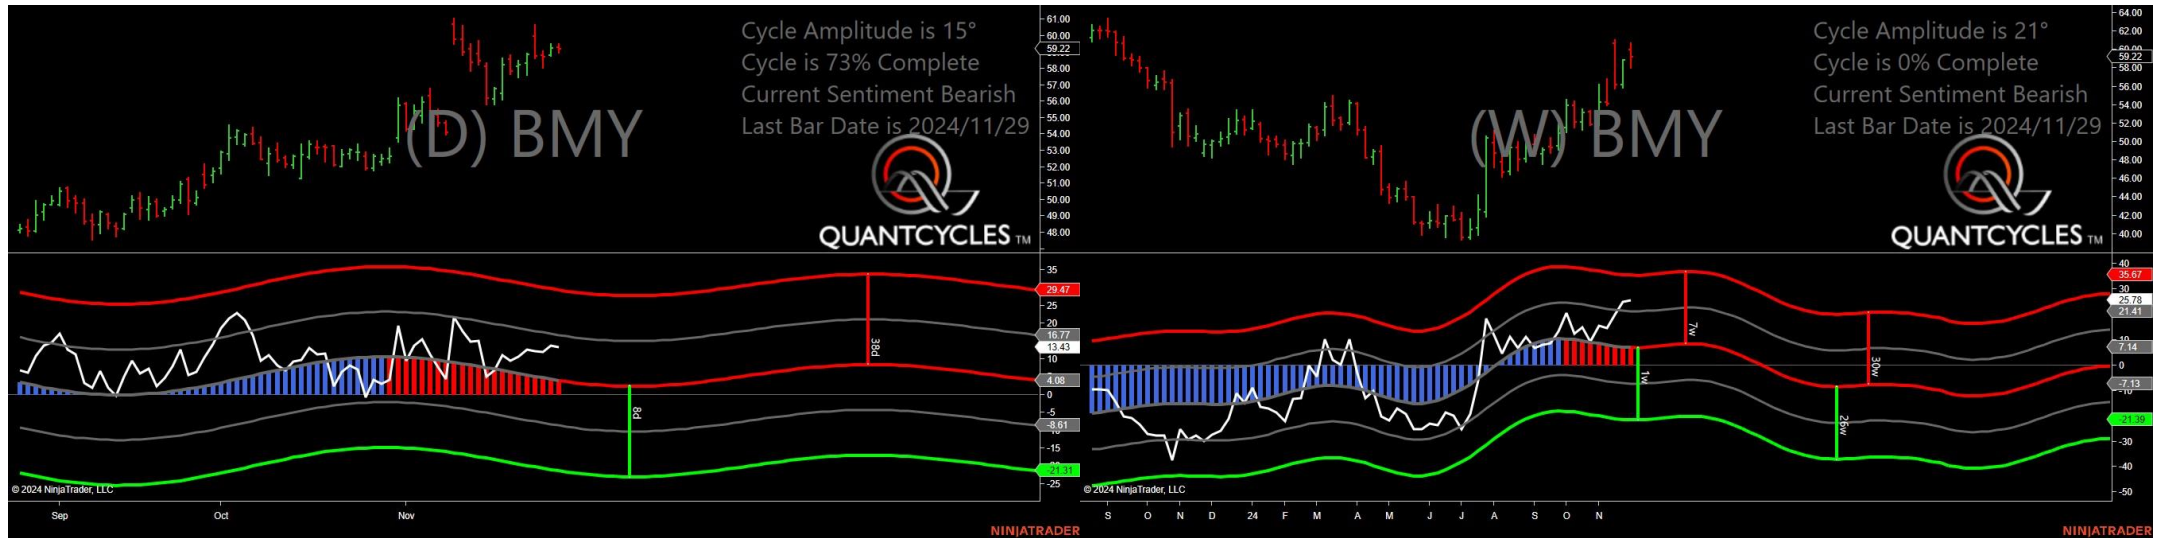 Cycle Amplitude is 15°
Cycle is 73% Complete
Current Sentiment Bearish
Last Bar Date is 2024/11/29
(D) BMY
QUANTCYCLES TM
61.00
60.00
59.22
58.00
57.00
56.00
55.00
54.00
53.00
52.00
51.00
50.00
49.00
48.00
35
29.47
25
20
16.77
13.43
10
4.08
0
-5
-8.61
-15
-21.31
-25
38d
8d
© 2024 NinjaTrader, LLC
Sep Oct Nov
NINJATRADER
Cycle Amplitude is 21°
Cycle is 0% Complete
Current Sentiment Bearish
Last Bar Date is 2024/11/29
(W) BMY
QUANTCYCLES TM
64.00
62.00
59.22
58.00
56.00
54.00
52.00
50.00
48.00
46.00
44.00
42.00
40.00
40
35.67
30
25.78
21.41
7.14
0
-7.13
-21.39
-30
-40
-50
7w
1w
30w
26w
© 2024 NinjaTrader, LLC
S O N D 24 F M A M J J A S O N
NINJATRADER